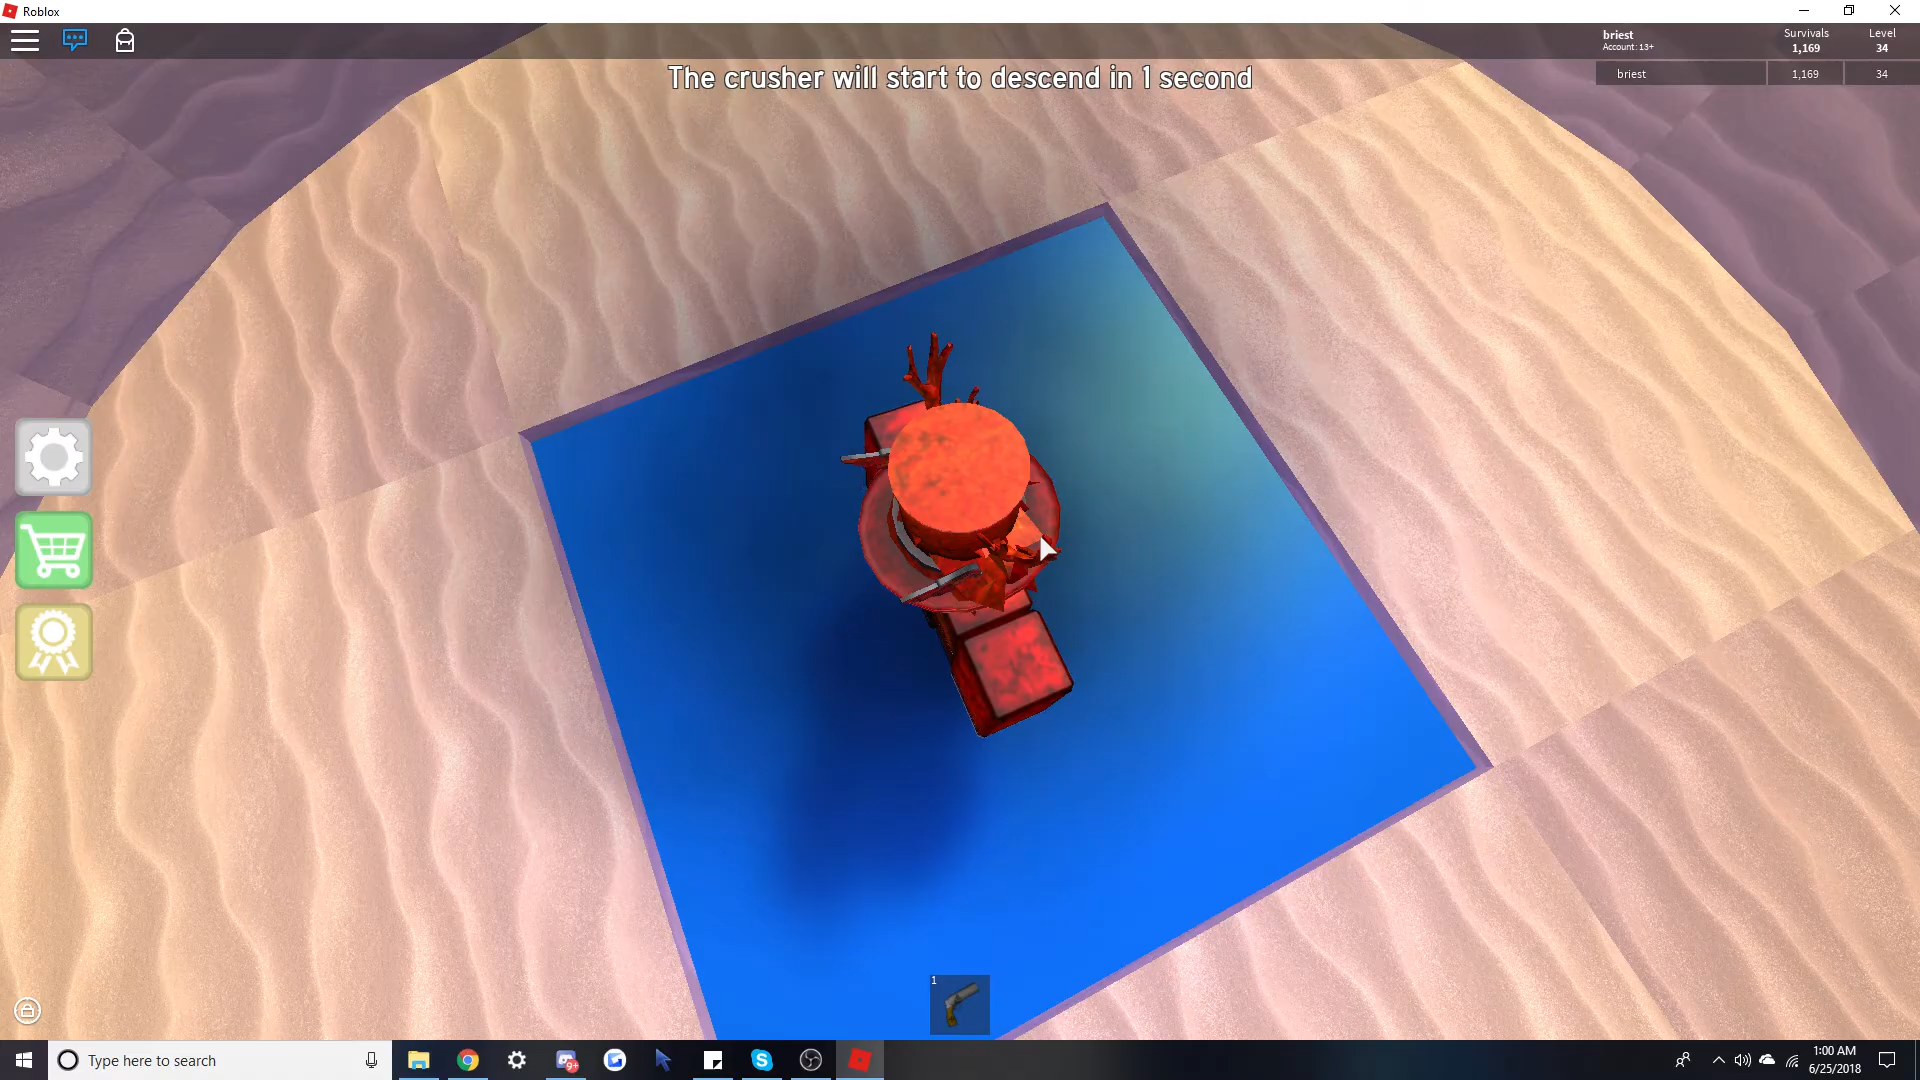 Roblox
briest
Account: 13+
Survivals
1,169
Level
34
briest
1,169
34
The crusher will start to descend in 1 second
1
Type here to search
9+
1:00 AM
6/25/2018